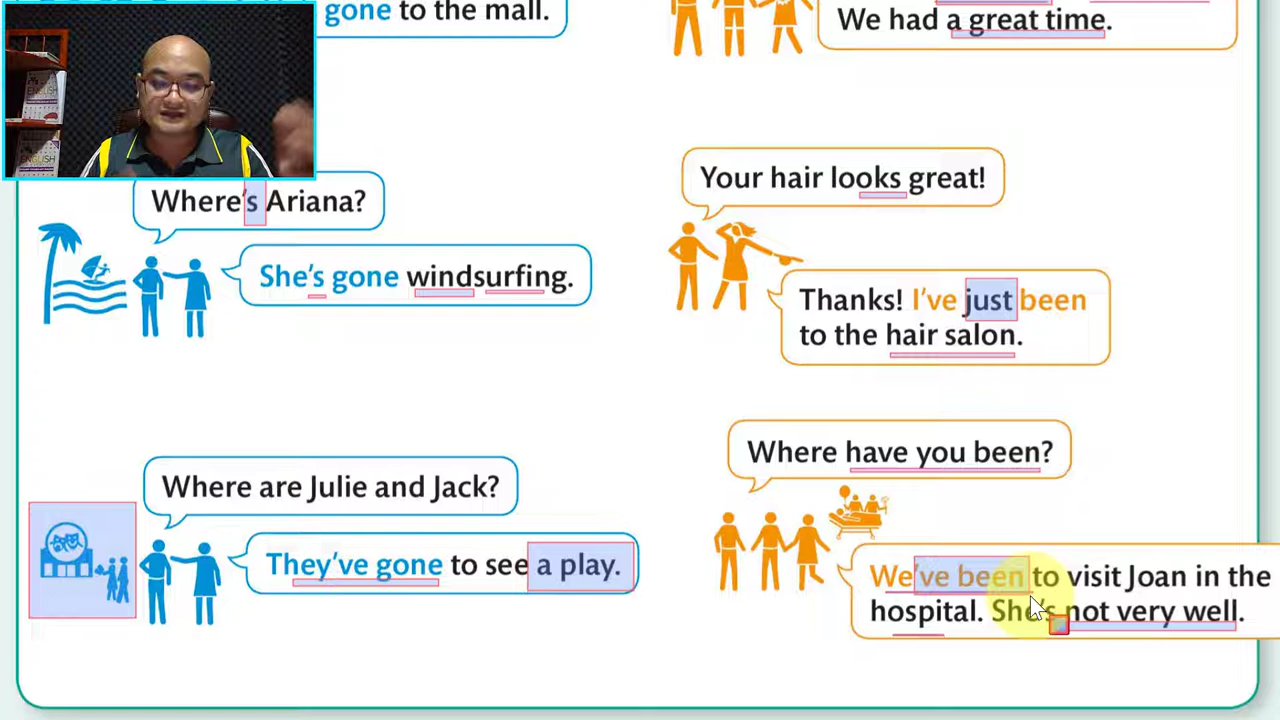 gone to the mall.
We had a great time.
Where's Ariana?
She's gone windsurfing.
Your hair looks great!
Thanks! I've just been
to the hair salon.
Where are Julie and Jack?
They've gone to see a play.
Where have you been?
We've been to visit Joan in the
hospital. She's not very well.
ENGLISH